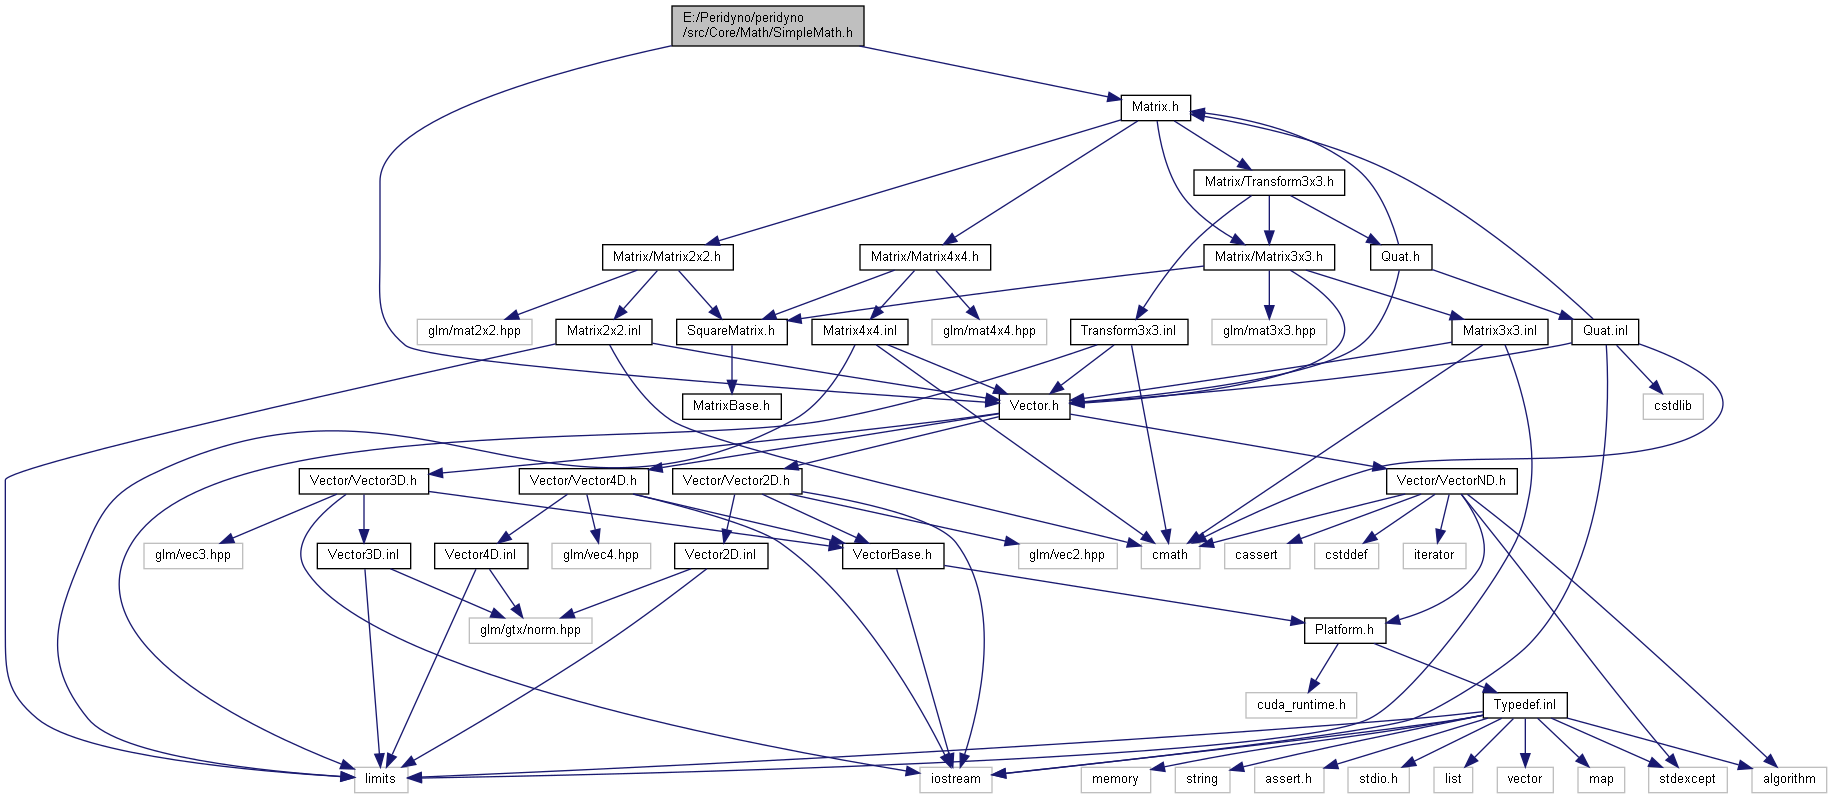 E:/Peridyno/peridyno
/src/Core/Math/SimpleMath.h
Matrix.h
Matrix/Transform3x3.h
Matrix/Matrix2x2.h
Matrix/Matrix4x4.h
Matrix/Matrix3x3.h
Quat.h
glm/mat2x2.hpp
Matrix2x2.inl
SquareMatrix.h
Matrix4x4.inl
glm/mat4x4.hpp
Transform3x3.inl
glm/mat3x3.hpp
Matrix3x3.inl
Quat.inl
MatrixBase.h
Vector.h
cstdlib
Vector/Vector3D.h
Vector/Vector4D.h
Vector/Vector2D.h
Vector/VectorND.h
glm/vec3.hpp
Vector3D.inl
Vector4D.inl
glm/vec4.hpp
Vector2D.inl
VectorBase.h
glm/vec2.hpp
cmath
cassert
cstddef
iterator
glm/gtx/norm.hpp
Platform.h
cuda_runtime.h
Typedef.inl
limits
iostream
memory
string
assert.h
stdio.h
list
vector
map
stdexcept
algorithm